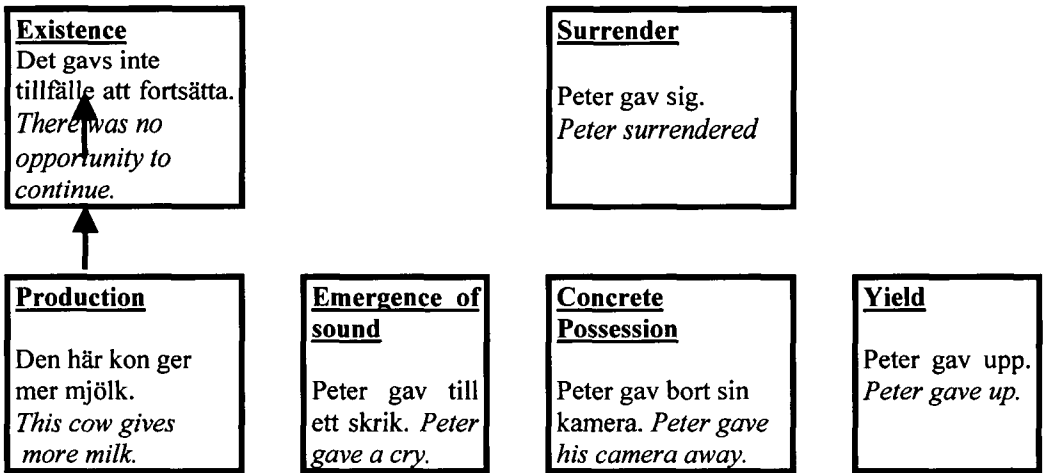 Existence
Det gavs inte
tillfälle att fortsätta.
There was no
opportunity to
continue.
Surrender
Peter gav sig.
Peter surrendered
Production
Den här kon ger
mer mjölk.
This cow gives
more milk.
Emergence of
sound
Peter gav till
ett skrik. Peter
gave a cry.
Concrete
Possession
Peter gav bort sin
kamera. Peter gave
his camera away.
Yield
Peter gav upp.
Peter gave up.